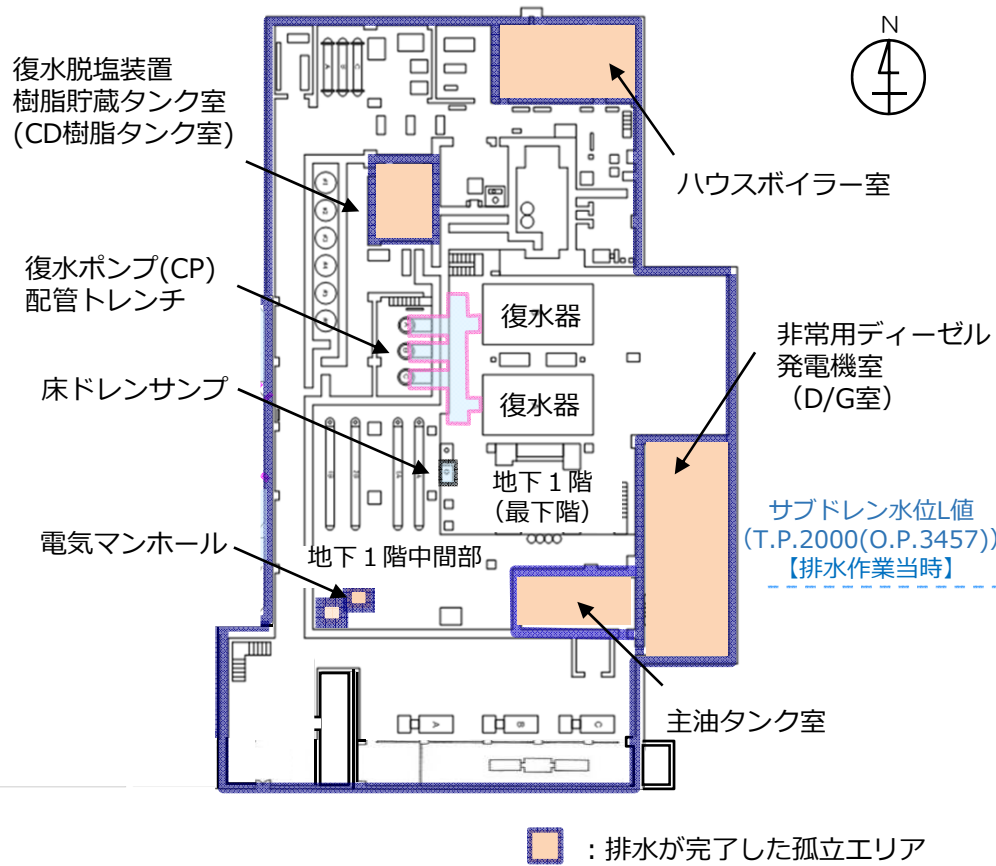 N
復水脱塩装置
樹脂貯蔵タンク室
(CD樹脂タンク室)
ハウスボイラー室
復水ポンプ(CP)
配管トレンチ
復水器
非常用ディーゼル
発電機室
（D/G室）
床ドレンサンプ
復水器
地下１階
（最下階）
サブドレン水位L値
(T.P.2000(O.P.3457))
【排水作業当時】
電気マンホール
地下１階中間部
主油タンク室
A
B
C
：排水が完了した孤立エリア